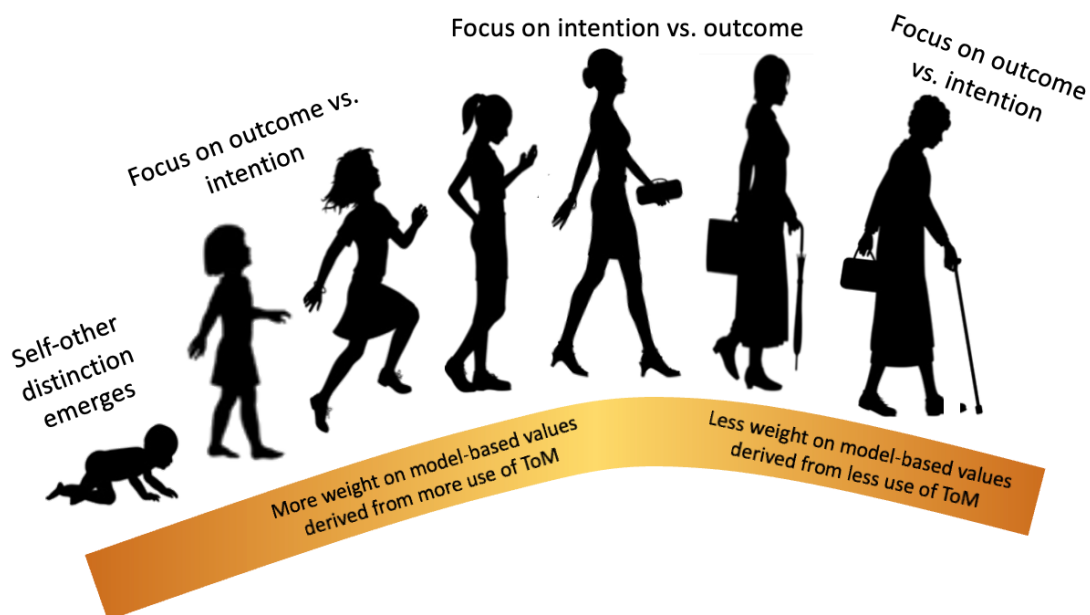 Self-other
distinction
emerges
Focus on outcome vs.
intention
Focus on intention vs. outcome
Focus on outcome
vs. intention
More weight on model-based values
derived from more use of ToM
Less weight on model-based values
derived from less use of ToM